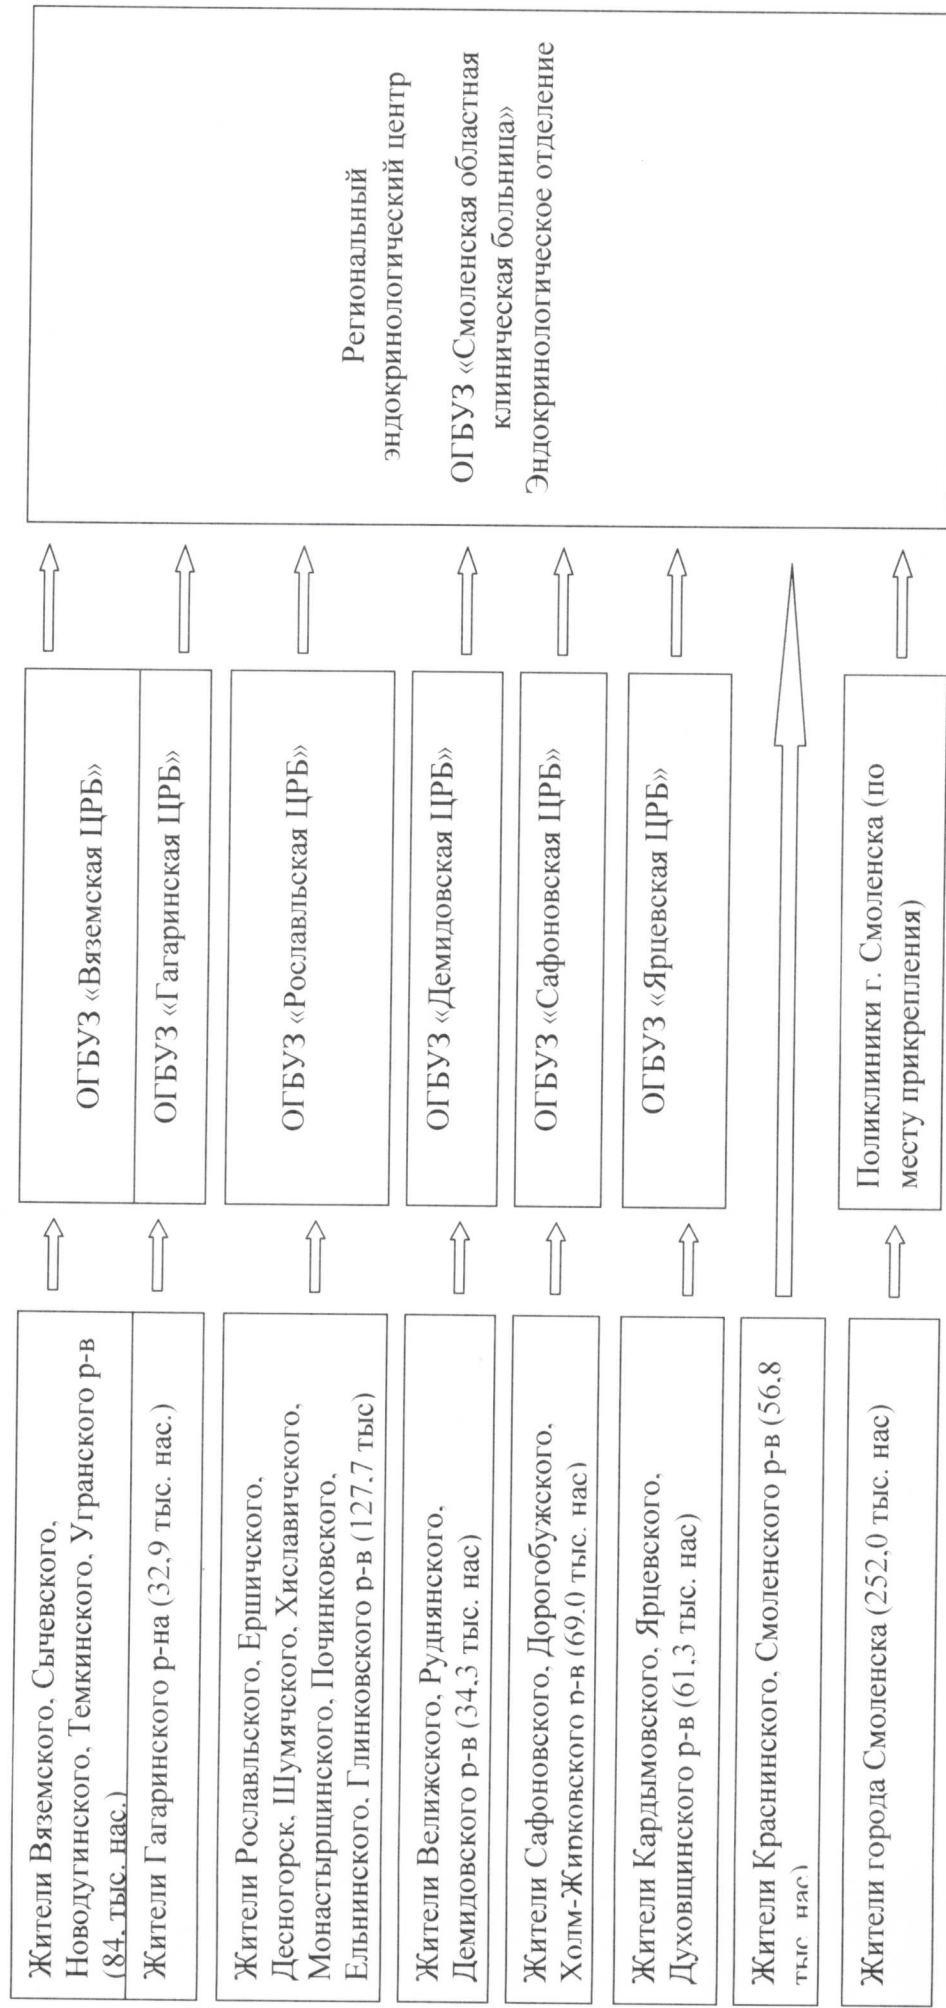 Жители Вяземского, Сычевского,
Новодугинского, Темкинского, Угранского р-в
(84. тыс. нас.)
Жители Гагаринского р-на (32,9 тыс. нас.)
Жители Рославльского, Ершичского,
Десногорск, Шумячского, Хиславичского,
Монастырщинского, Починковского,
Ельнинского, Глинковского р-в (127.7 тыс)
Жители Велижского, Руднянского,
Демидовского р-в (34.3 тыс. нас)
Жители Сафоновского, Дорогобужского,
Холм-Жирковского р-в (69.0 тыс. нас)
Жители Кардымовского, Ярцевского,
Духовщинского р-в (61,3 тыс. нас)
Жители Краснинского, Смоленского р-в (56,8
тыс. нас)
Жители города Смоленска (252,0 тыс. нас)
ОГБУЗ «Вяземская ЦРБ»
ОГБУЗ «Гагаринская ЦРБ»
ОГБУЗ «Рославльская ЦРБ»
ОГБУЗ «Демидовская ЦРБ»
ОГБУЗ «Сафоновская ЦРБ»
ОГБУЗ «Ярцевская ЦРБ»
Поликлиники г. Смоленска (по
месту прикрепления)
Региональный
эндокринологический центр
ОГБУЗ «Смоленская областная
клиническая больница»
Эндокринологическое отделение